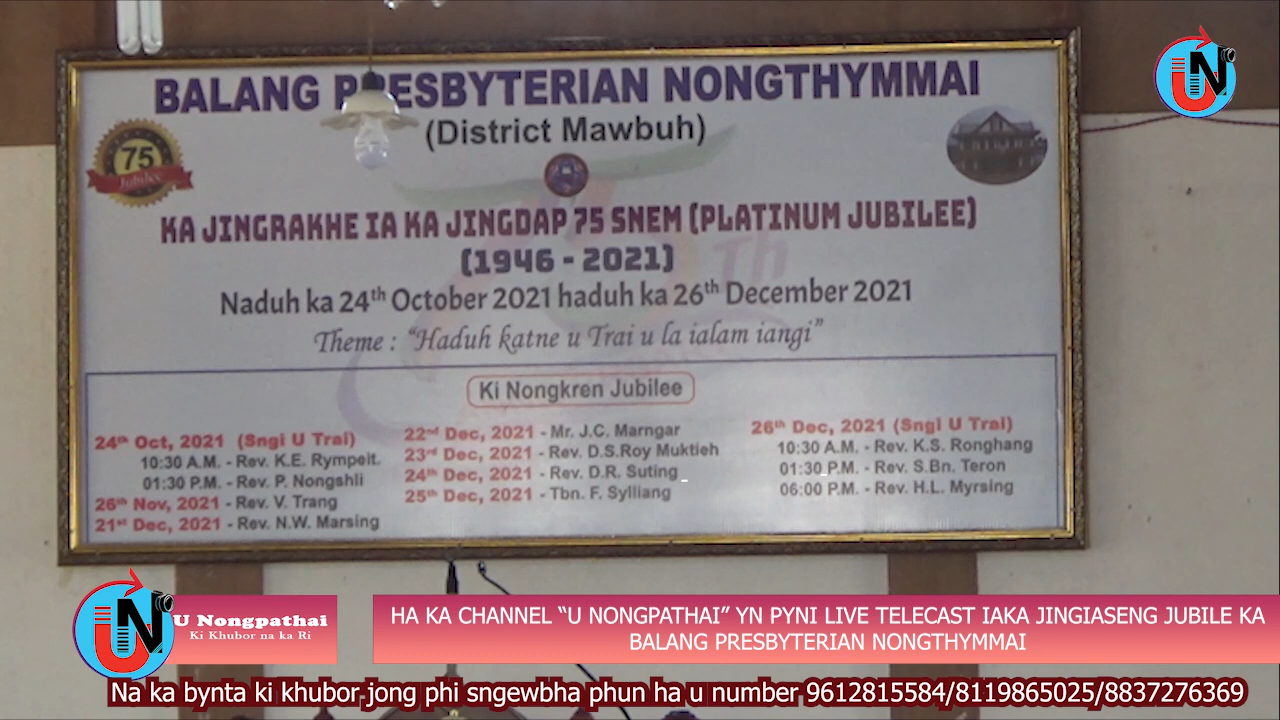 BALANG PRESBYTERIAN NONGTHYMMAI
(District Mawbuh)
75
Jubilee
KA JINGRAKHE IA KA JINGDAP 75 SNEM (PLATINUM JUBILEE)
(1946 - 2021)
Naduh ka 24th October 2021 haduh ka 26th December 2021
Theme : "Haduh katne u Trai u la ialam iangi"
Ki Nongkren Jubilee
24th Oct, 2021 (Sngi U Trai)
10:30 A.M. - Rev. K.E. Rympeit.
01:30 P.M. - Rev. P. Nongshli
26th Nov, 2021 - Rev. V. Trang
21st Dec, 2021 - Rev. N.W. Marsing
22nd Dec, 2021 - Mr. J.C. Marngar
23rd Dec, 2021 - Rev. D.S.Roy Muktieh
24th Dec, 2021 - Rev. D.R. Suting
25th Dec, 2021 - Tbn. F. Sylliang
26th Dec, 2021 (Sngi U Trai)
10:30 A.M. - Rev. K.S. Ronghang
01:30 P.M. - Rev. S.Bn. Teron
06:00 P.M. - Rev. H.L. Myrsing
UN
UN
U Nongpathai
Ki Khubor na ka Ri
HA KA CHANNEL “U NONGPATHAI” YN PYNI LIVE TELECAST IAKA JINGIASENG JUBILE KA
BALANG PRESBYTERIAN NONGTHYMMAI
Na ka bynta ki khubor jong phi sngewbha phun ha u number 9612815584/8119865025/8837276369